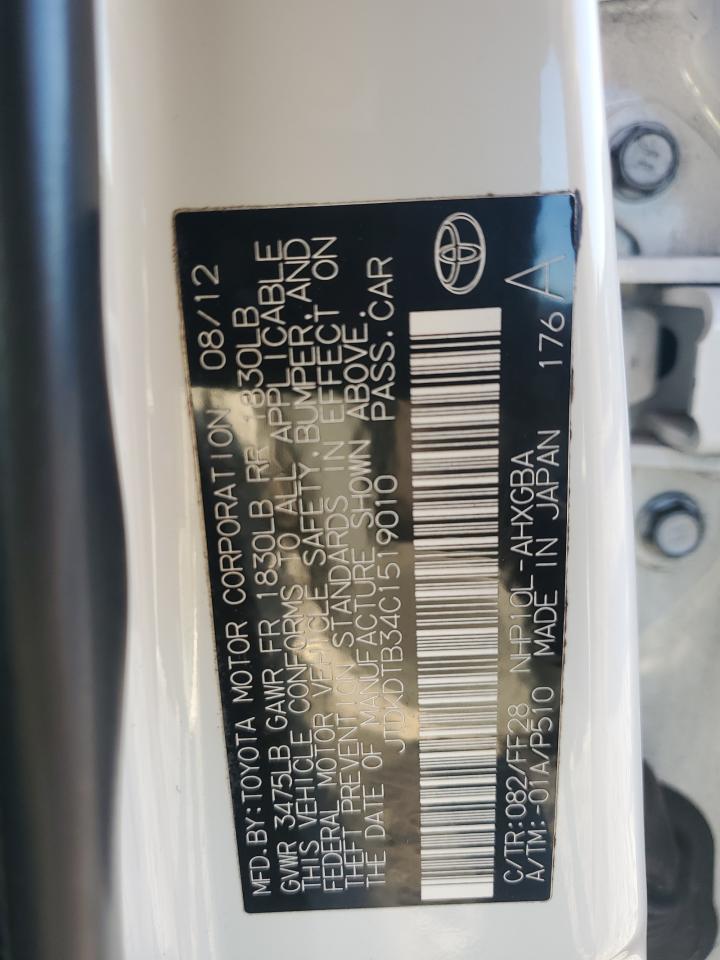 MFD.BY:TOYOTA MOTOR CORPORATION 08/12
GVWR 3475LB GAWR FR 1830LB RR 1830LB
THIS VEHICLE CONFORMS TO ALL APPLICABLE
FEDERAL MOTOR VEHICLE SAFETY,BUMPER,AND
THEFT PREVENTION STANDARDS IN EFFECT ON
THE DATE OF MANUFACTURE SHOWN ABOVE.
JTDKDTB34C1519010 PASS.CAR
C/TR:082/FF28 NHP10L-AHXGBA
A/TM:-01A/P510 MADE IN JAPAN 176 A